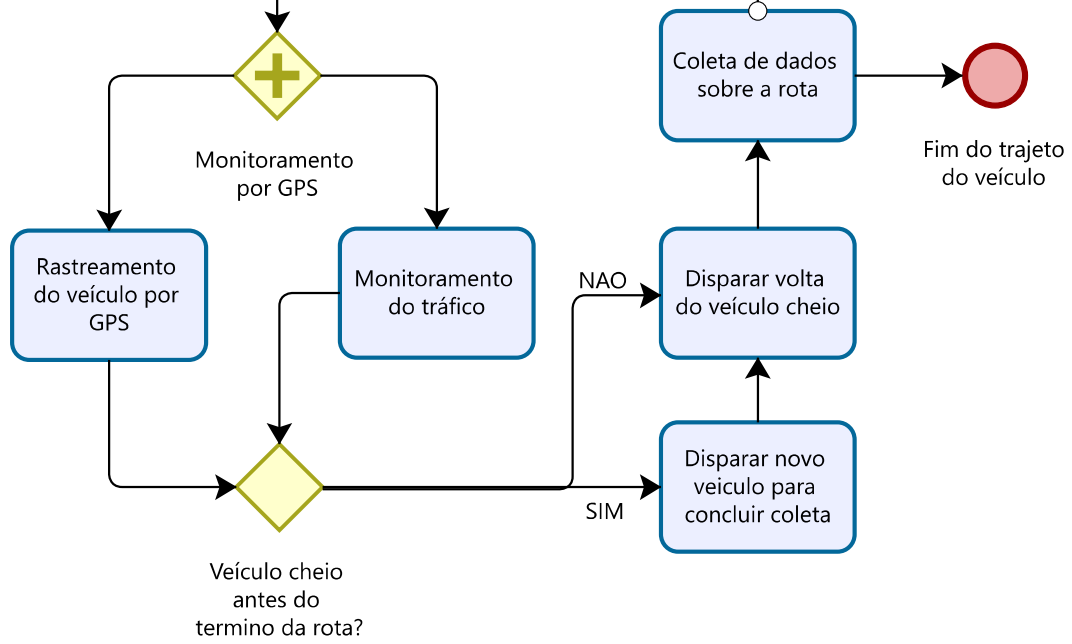 Monitoramento
por GPS
Rastreamento
do veículo por
GPS
Monitoramento
do tráfico
Veículo cheio
antes do
termino da rota?
NAO
SIM
Disparar novo
veiculo para
concluir coleta
Disparar volta
do veículo cheio
Coleta de dados
sobre a rota
Fim do trajeto
do veículo